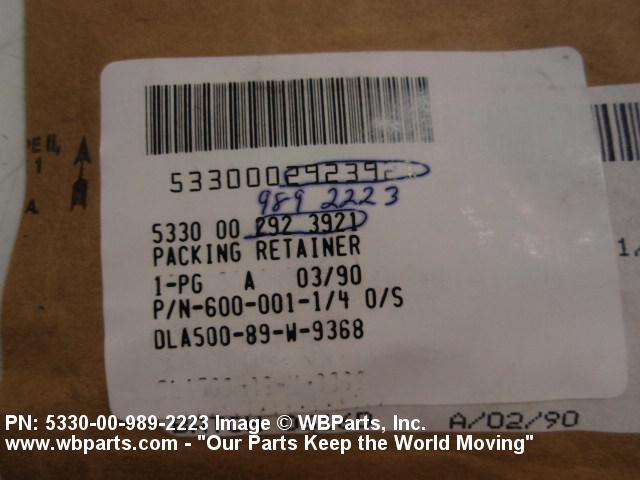 1
A
53300029239
989 2223
5330 00 292 3921
PACKING RETAINER
1-PG A 03/90
P/N-600-001-1/4 O/S
DLA500-89-W-9368
A/02/90
PN: 5330-00-989-2223 Image © WBParts, Inc.
www.wbparts.com - "Our Parts Keep the World Moving"